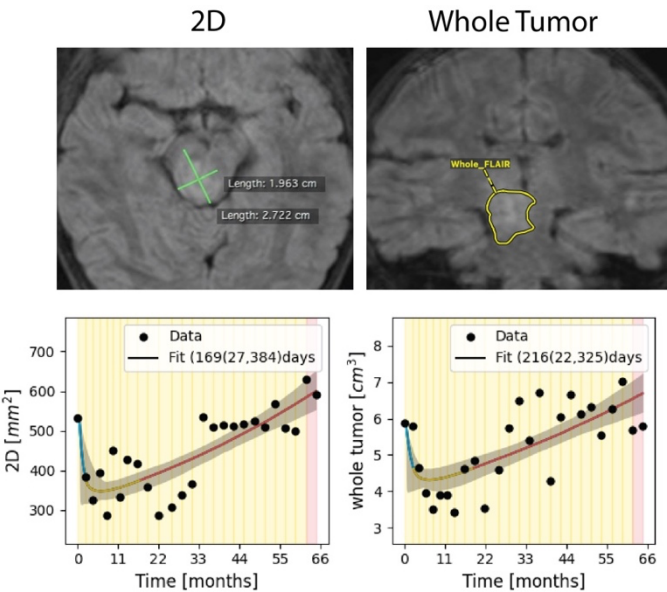 2D
Whole Tumor
Length: 1.963 cm
Length: 2.722 cm
Whole_FLAIR
Data
Fit (169(27,384)days
700
600
500
400
300
2D [mm²]
0 11 22 33 44 55 66
Time [months]
Data
Fit (216(22,325)days
8
7
6
5
4
3
whole tumor [cm³]
0 11 22 33 44 55 66
Time [months]